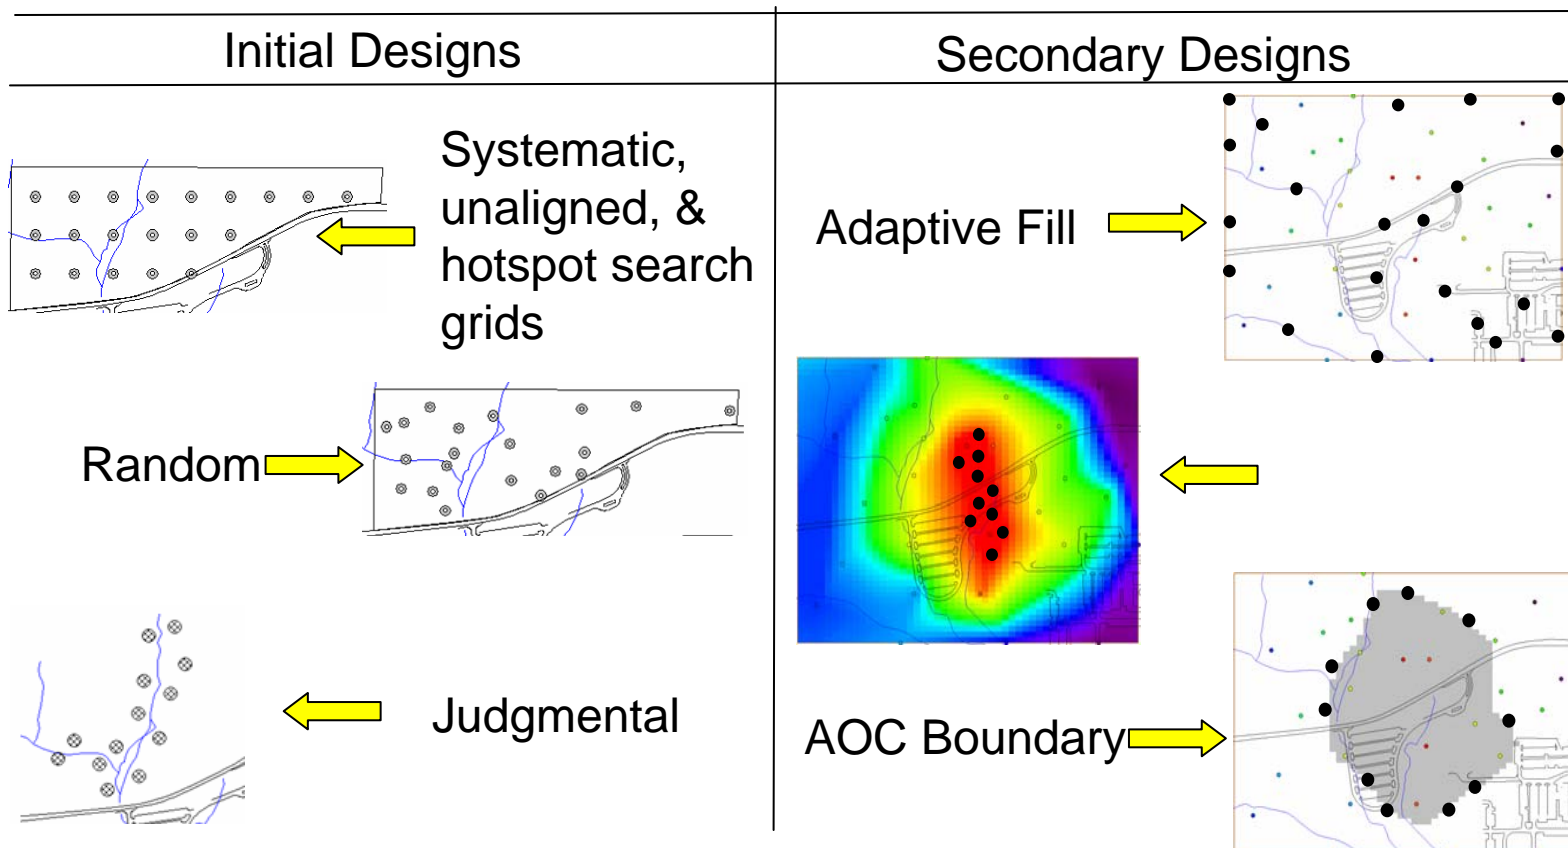 Initial Designs
Secondary Designs
Systematic,
unaligned, &
hotspot search
grids
Random
Judgmental
Adaptive Fill
AOC Boundary